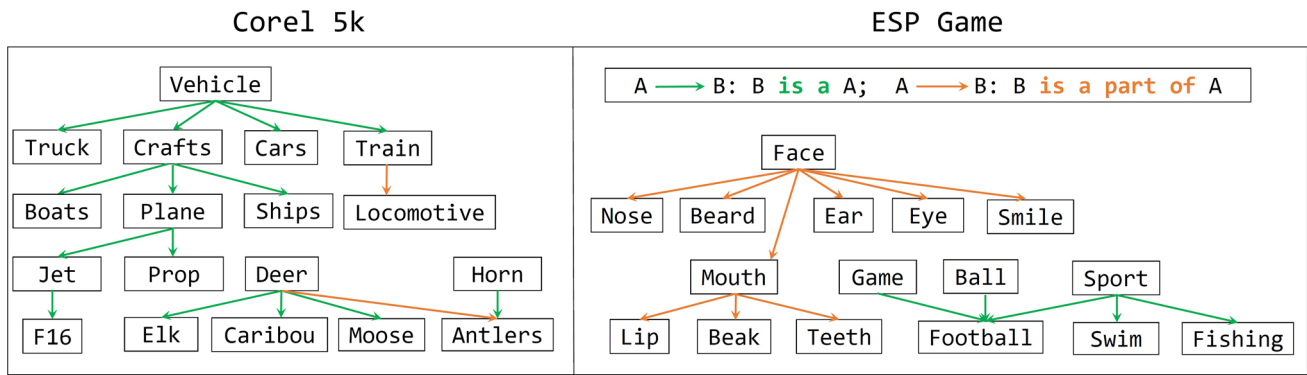 Corel 5k
ESP Game
Vehicle
Truck Crafts Cars Train
Boats Plane Ships Locomotive
Jet Prop Deer Horn
F16 Elk Caribou Moose Antlers
A → B: B is a A; A → B: B is a part of A
Face
Nose Beard Ear Eye Smile
Mouth Game Ball Sport
Lip Beak Teeth Football Swim Fishing